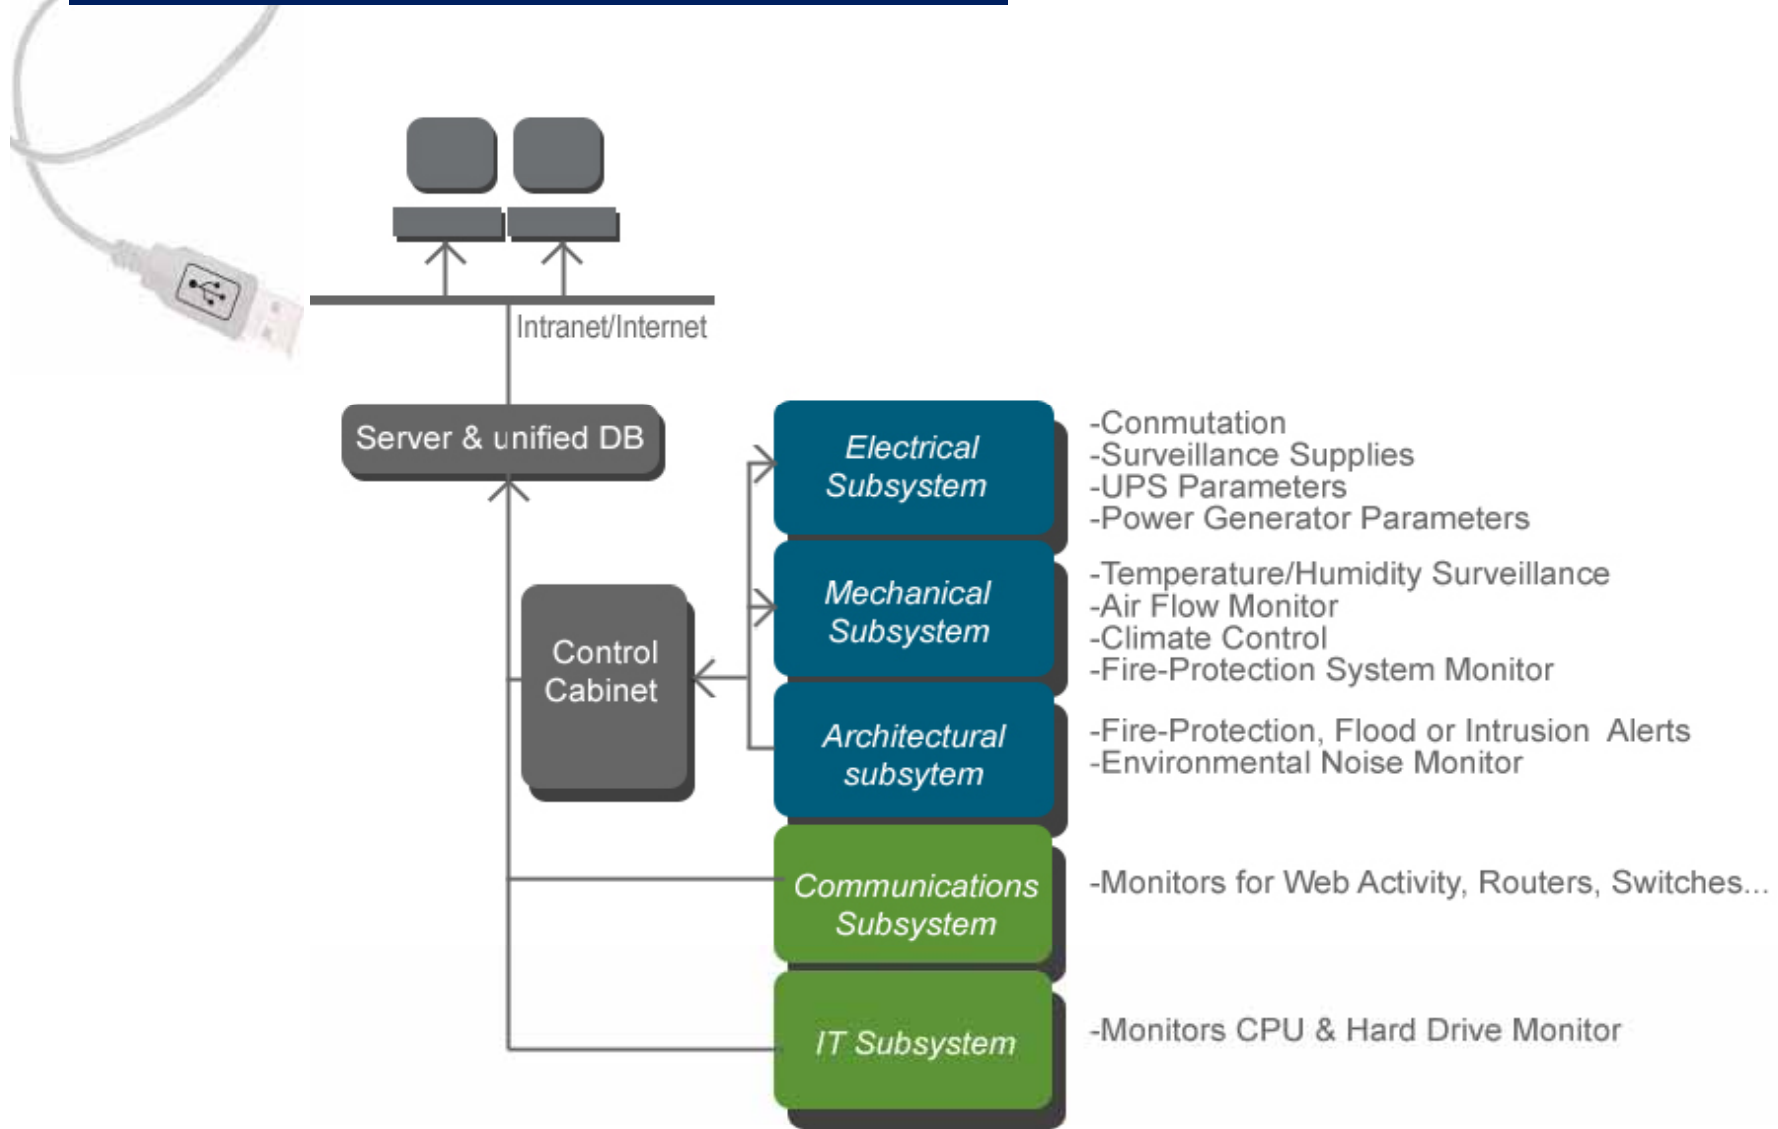 Intranet/Internet
Server & unified DB
Control
Cabinet
Electrical
Subsystem
-Conmutation
-Surveillance Supplies
-UPS Parameters
-Power Generator Parameters
Mechanical
Subsystem
-Temperature/Humidity Surveillance
-Air Flow Monitor
-Climate Control
-Fire-Protection System Monitor
Architectural
subsytem
-Fire-Protection, Flood or Intrusion Alerts
-Environmental Noise Monitor
Communications
Subsystem
-Monitors for Web Activity, Routers, Switches...
IT Subsystem
-Monitors CPU & Hard Drive Monitor